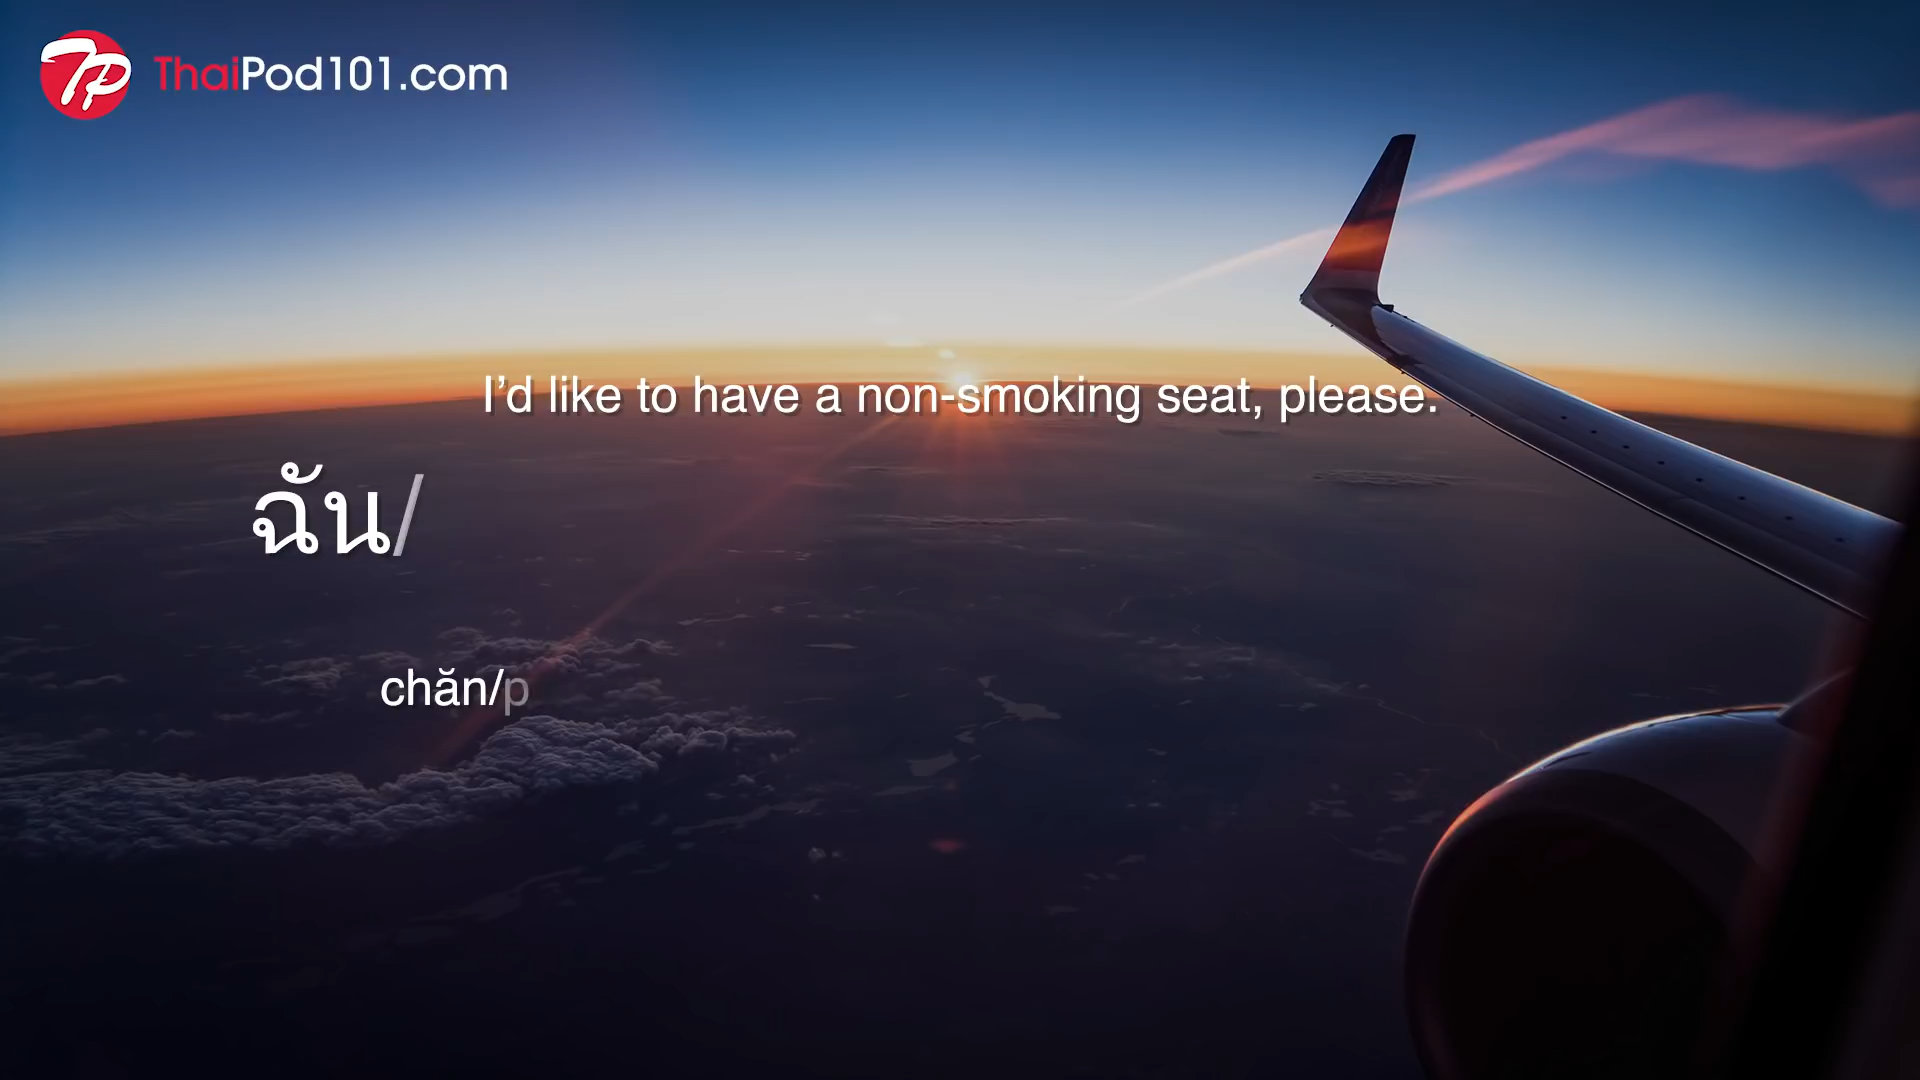 ThaiPod101.com
I'd like to have a non-smoking seat, please.
ฉัน/
chăn/p